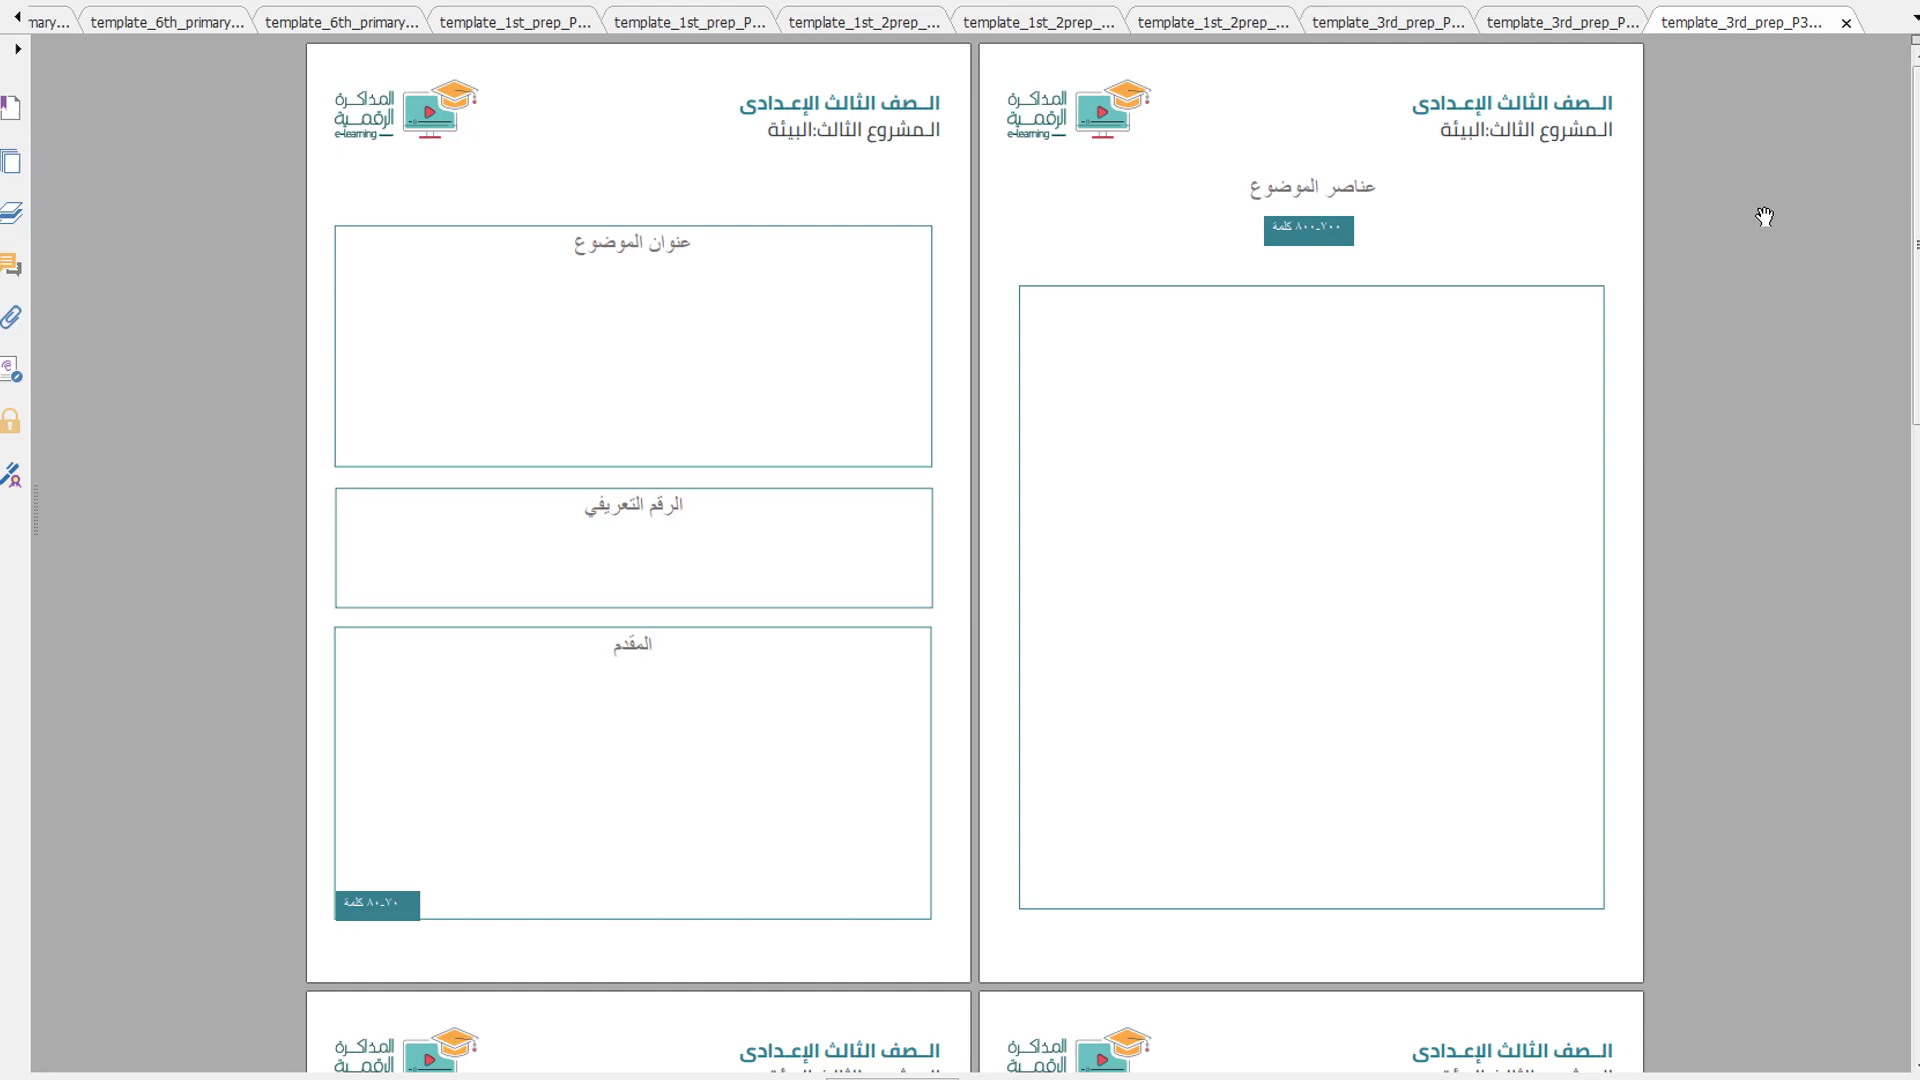 template_6th_primary...
template_6th_primary...
template_1st_prep_P...
template_1st_prep_P...
template_1st_2prep_...
template_1st_2prep_...
template_1st_2prep_...
template_3rd_prep_P...
template_3rd_prep_P...
template_3rd_prep_P3...
المذاكرة
الرقمية
e-learning
الـصف الثالث الإعـدادى
الـمشروع الثالث:البيئة
عنوان الموضوع
الرقم التعريفي
المقدم
٧٠-٨٠ كلمة
المذاكرة
الرقمية
e-learning
الـصف الثالث الإعـدادى
الـمشروع الثالث:البيئة
عناصر الموضوع
٧٠٠-٨٠٠ كلمة
المذاكرة
الـصف الثالث الإعـدادى
المذاكرة
الـصف الثالث الإعـدادى